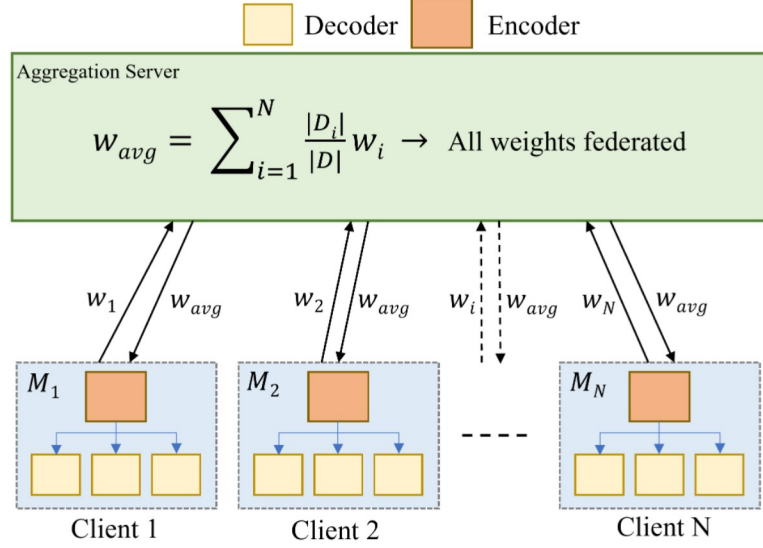 Decoder Encoder
Aggregation Server
w_avg = ∑_{i=1}^{N} |D_i|/|D| w_i → All weights federated
w_1 w_avg w_2 w_avg w_i w_avg w_N w_avg
M_1 M_2 M_N
Client 1 Client 2 Client N